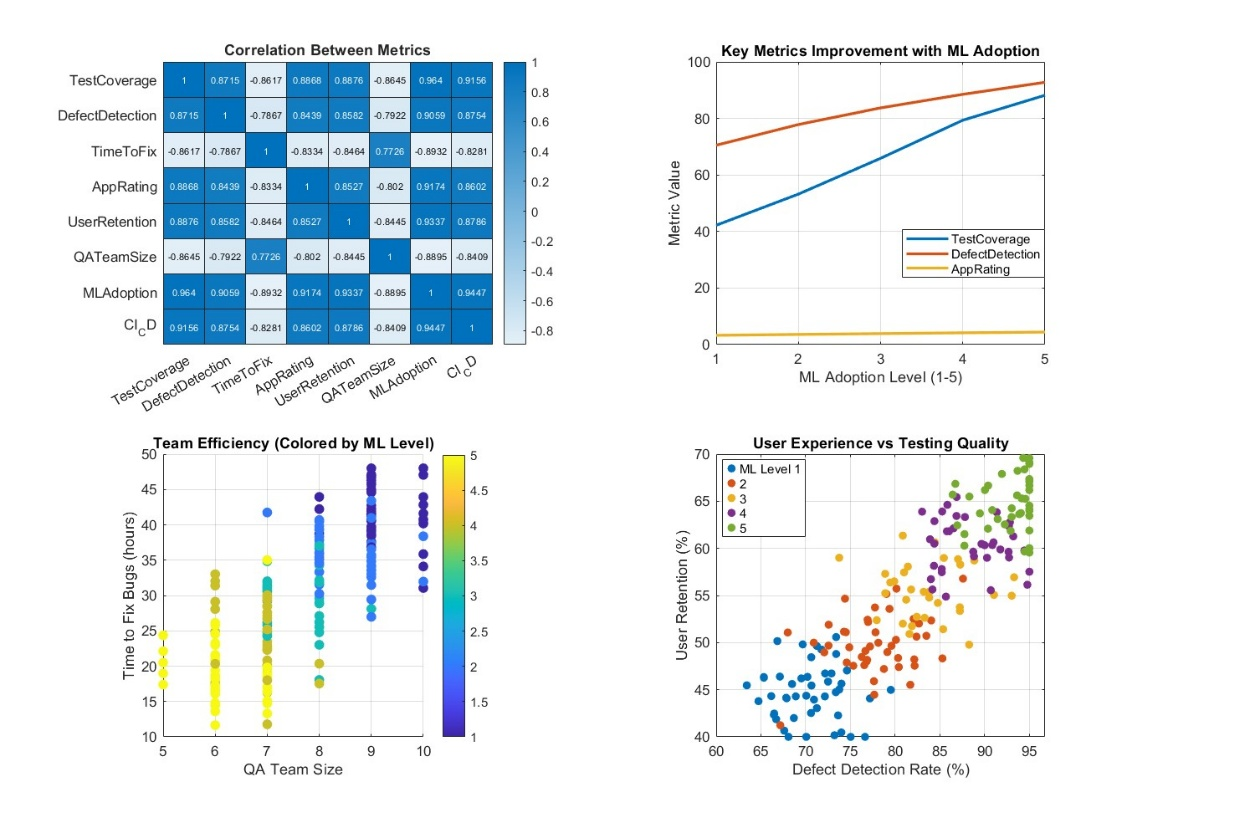 Correlation Between Metrics
TestCoverage 1 0.8715 -0.8617 0.8868 0.8876 -0.8645 0.964 0.9156
DefectDetection 0.8715 1 -0.7867 0.8439 0.8582 -0.7922 0.9059 0.8754
TimeToFix -0.8617 -0.7867 1 -0.8334 -0.8464 0.7726 -0.8932 -0.8281
AppRating 0.8868 0.8439 -0.8334 1 0.8527 -0.802 0.9174 0.8602
UserRetention 0.8876 0.8582 -0.8464 0.8527 1 -0.8445 0.9337 0.8786
QATeamSize -0.8645 -0.7922 0.7726 -0.802 -0.8445 1 -0.8895 -0.8409
MLAdoption 0.964 0.9059 -0.8932 0.9174 0.9337 -0.8895 1 0.9447
CI_CD 0.9156 0.8754 -0.8281 0.8602 0.8786 -0.8409 0.9447 1
TestCoverage DefectDetection TimeToFix AppRating UserRetention QATeamSize MLAdoption CI_CD
1
0.8
0.6
0.4
0.2
0
-0.2
-0.4
-0.6
-0.8
Key Metrics Improvement with ML Adoption
Metric Value
100
80
60
40
20
0
TestCoverage
DefectDetection
AppRating
1 2 3 4 5
ML Adoption Level (1-5)
Team Efficiency (Colored by ML Level)
Time to Fix Bugs (hours)
50
45
40
35
30
25
20
15
10
5 6 7 8 9 10
QA Team Size
5
4.5
4
3.5
3
2.5
2
1.5
1
User Experience vs Testing Quality
User Retention (%)
70
65
60
55
50
45
40
ML Level 1
2
3
4
5
60 65 70 75 80 85 90 95
Defect Detection Rate (%)